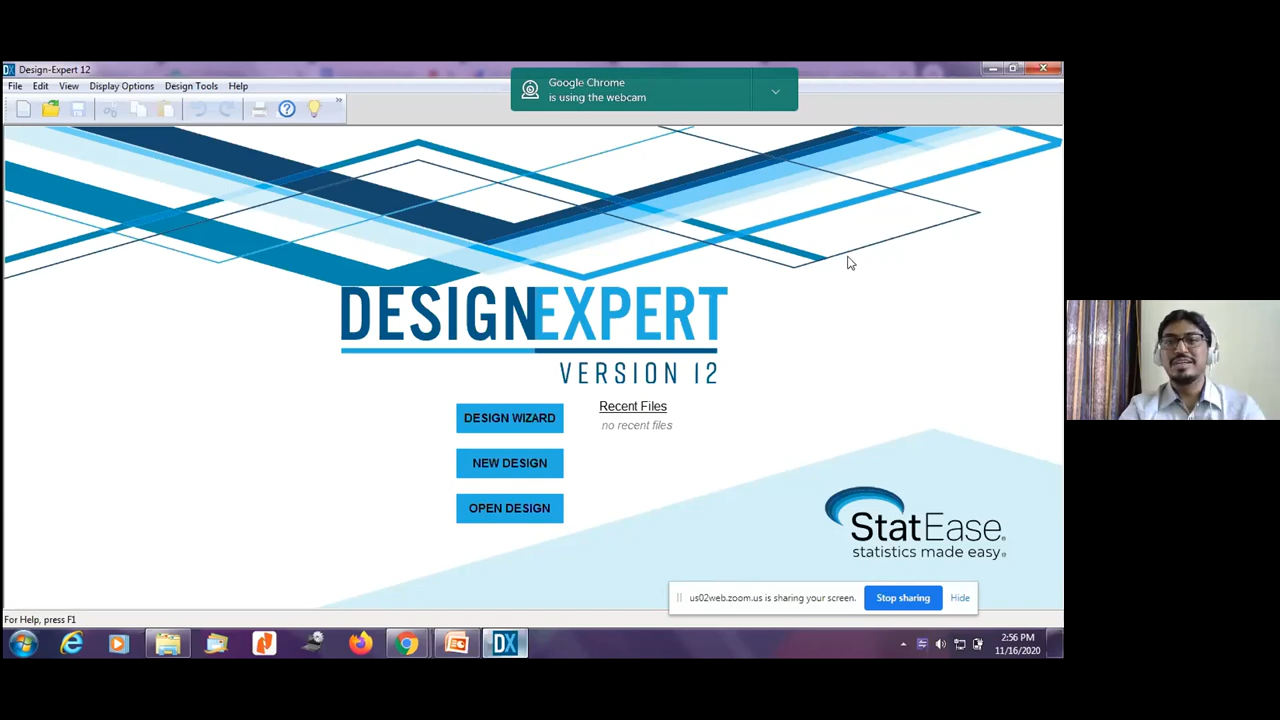 Design-Expert 12
File Edit View Display Options Design Tools Help
Google Chrome
is using the webcam
DESIGNEXPERT
VERSION 12
DESIGN WIZARD
Recent Files
no recent files
NEW DESIGN
OPEN DESIGN
StatEase®
statistics made easy®
us02web.zoom.us is sharing your screen. Stop sharing Hide
For Help, press F1
DX
2:56 PM
11/16/2020